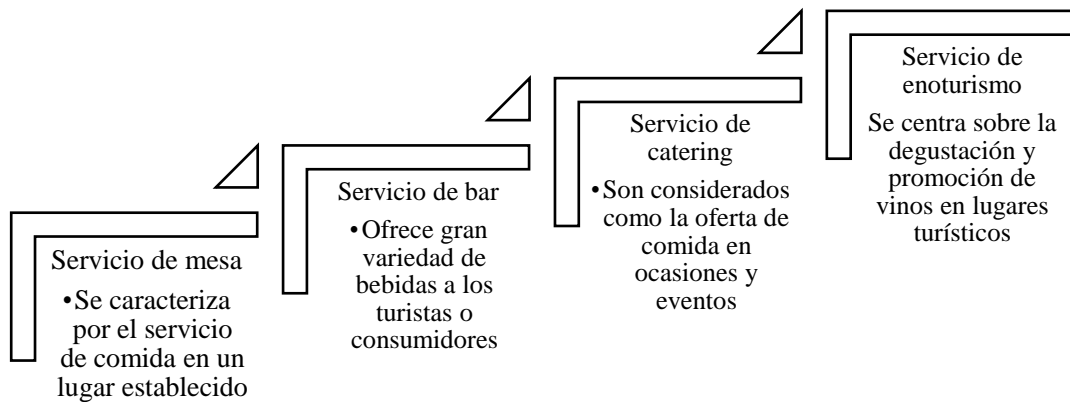 Servicio de mesa
•Se caracteriza
por el servicio
de comida en un
lugar establecido
Servicio de bar
•Ofrece gran
variedad de
bebidas a los
turistas o
consumidores
Servicio de
catering
•Son considerados
como la oferta de
comida en
ocasiones y
eventos
Servicio de
enoturismo
Se centra sobre la
degustación y
promoción de
vinos en lugares
turísticos